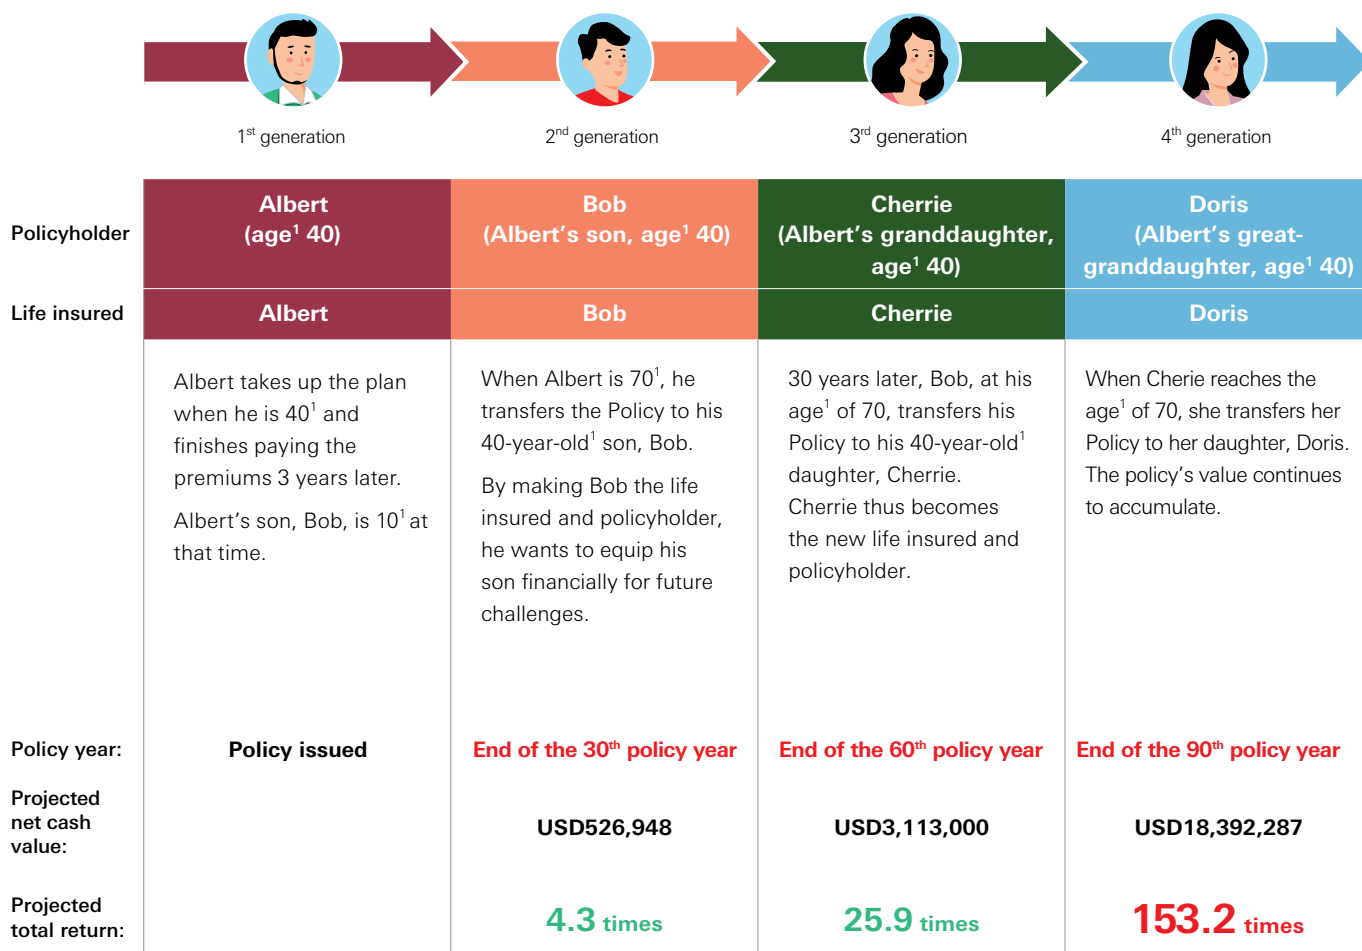 1st generation
2nd generation
3rd generation
4th generation
Policyholder
Albert
(age1 40)
Bob
(Albert’s son, age1 40)
Cherrie
(Albert’s granddaughter,
age1 40)
Doris
(Albert’s great-
granddaughter, age1 40)
Life insured
Albert
Bob
Cherrie
Doris
Albert takes up the plan
when he is 401 and
finishes paying the
premiums 3 years later.
Albert’s son, Bob, is 101 at
that time.
When Albert is 701, he
transfers the Policy to his
40-year-old1 son, Bob.
By making Bob the life
insured and policyholder,
he wants to equip his
son financially for future
challenges.
30 years later, Bob, at his
age1 of 70, transfers his
Policy to his 40-year-old1
daughter, Cherrie.
Cherrie thus becomes
the new life insured and
policyholder.
When Cherie reaches the
age1 of 70, she transfers her
Policy to her daughter, Doris.
The policy’s value continues
to accumulate.
Policy year:
Policy issued
End of the 30th policy year
End of the 60th policy year
End of the 90th policy year
Projected
net cash
value:
USD526,948
USD3,113,000
USD18,392,287
Projected
total return:
4.3 times
25.9 times
153.2 times